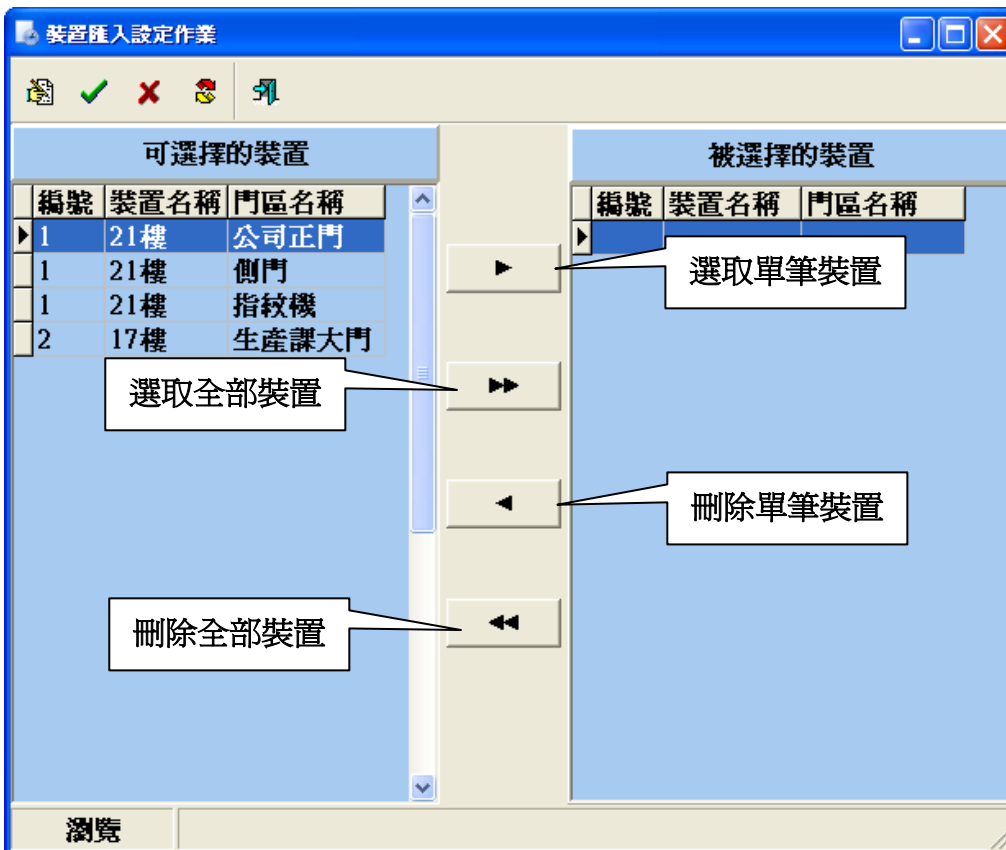 裝置匯入設定作業
可選擇的裝置
編號 裝置名稱 門區名稱
1 21樓 公司正門
1 21樓 側門
1 21樓 指紋機
2 17樓 生產課大門
被選擇的裝置
編號 裝置名稱 門區名稱
選取單筆裝置
選取全部裝置
刪除單筆裝置
刪除全部裝置
瀏覽